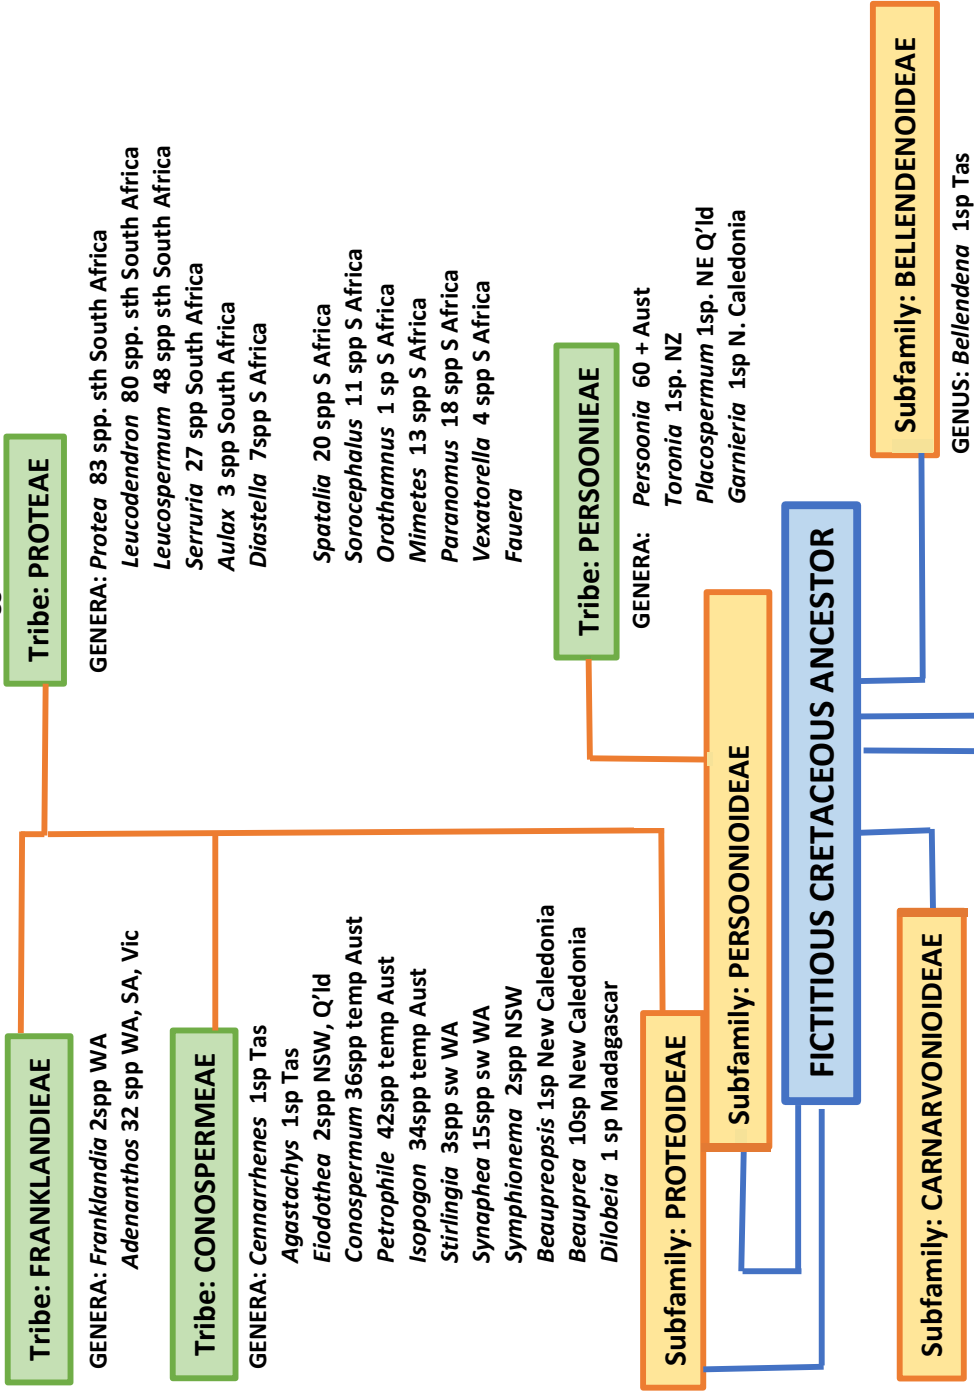 Tribe: FRANKLANDIEAE
GENERA: Franklandia 2spp WA
Adenanthos 32 spp WA, SA, Vic
Tribe: PROTEAE
GENERA: Protea 83 spp. sth South Africa
Leucodendron 80 spp. sth South Africa
Leucospermum 48 spp sth South Africa
Serruria 27 spp South Africa
Aulax 3 spp South Africa
Diastella 7spp S Africa
Spatalia 20 spp S Africa
Sorocephalus 11 spp S Africa
Orothamnus 1 sp S Africa
Mimetes 13 spp S Africa
Paranomus 18 spp S Africa
Vexatorella 4 spp S Africa
Fauera
Tribe: CONOSPERMEAE
GENERA: Cennarrhenes 1sp Tas
Agastachys 1sp Tas
Eiodothea 2spp NSW, Q'ld
Conospermum 36spp temp Aust
Petrophile 42spp temp Aust
Isopogon 34spp temp Aust
Stirlingia 3spp sw WA
Synaphea 15spp sw WA
Symphionema 2spp NSW
Beaupreopsis 1sp New Caledonia
Beauprea 10sp New Caledonia
Dilobeia 1 sp Madagascar
Tribe: PERSOONIEAE
GENERA: Persoonia 60 + Aust
Toronia 1sp. NZ
Placospermum 1sp. NE Q'ld
Garnieria 1sp N. Caledonia
Subfamily: PROTEOIDEAE
Subfamily: PERSOONIOIDEAE
FICTITIOUS CRETACEOUS ANCESTOR
Subfamily: CARNARVONIOIDEAE
Subfamily: BELLENDENOIDEAE
GENUS: Bellendena 1sp Tas